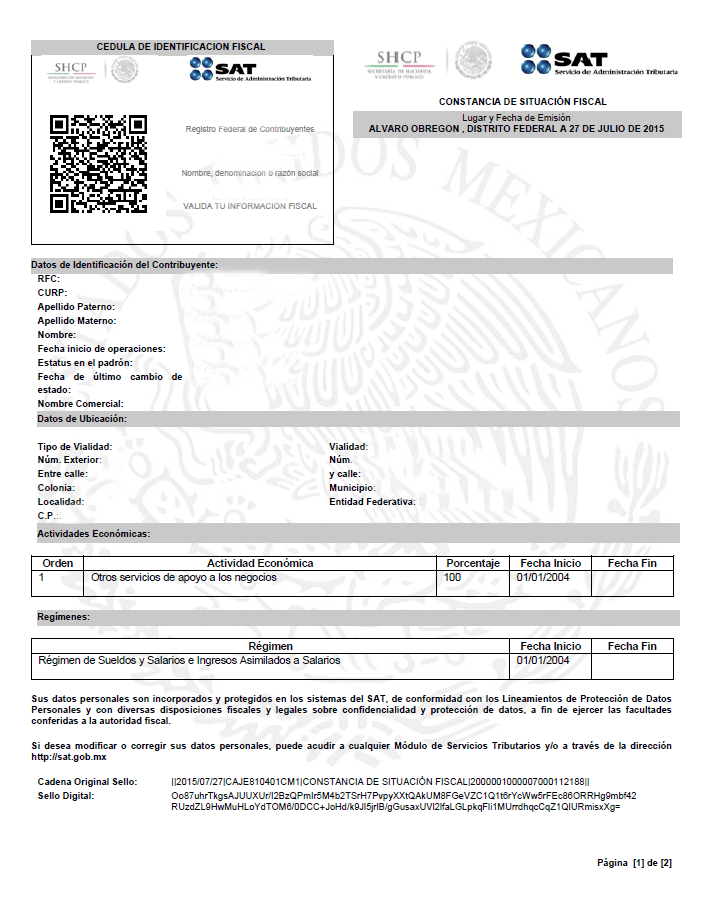 CEDULA DE IDENTIFICACION FISCAL
SHCP
SECRETARÍA DE HACIENDA
Y CRÉDITO PÚBLICO
SAT
Servicio de Administración Tributaria
Registro Federal de Contribuyentes
Nombre, denominación o razón social
VALIDA TU INFORMACION FISCAL
SHCP
SECRETARÍA DE HACIENDA
Y CRÉDITO PÚBLICO
SAT
Servicio de Administración Tributaria
CONSTANCIA DE SITUACIÓN FISCAL
Lugar y Fecha de Emisión
ALVARO OBREGON , DISTRITO FEDERAL A 27 DE JULIO DE 2015
ESTADOS UNIDOS MEXICANOS
Datos de Identificación del Contribuyente:
RFC:
CURP:
Apellido Paterno:
Apellido Materno:
Nombre:
Fecha inicio de operaciones:
Estatus en el padrón:
Fecha de último cambio de
estado:
Nombre Comercial:
Datos de Ubicación:
Tipo de Vialidad: Vialidad:
Núm. Exterior: Núm.
Entre calle: y calle:
Colonia: Municipio:
Localidad: Entidad Federativa:
C.P.:
Actividades Económicas:
Orden Actividad Económica Porcentaje Fecha Inicio Fecha Fin
1 Otros servicios de apoyo a los negocios 100 01/01/2004
Regímenes:
Régimen Fecha Inicio Fecha Fin
Régimen de Sueldos y Salarios e Ingresos Asimilados a Salarios 01/01/2004
Sus datos personales son incorporados y protegidos en los sistemas del SAT, de conformidad con los Lineamientos de Protección de Datos
Personales y con diversas disposiciones fiscales y legales sobre confidencialidad y protección de datos, a fin de ejercer las facultades
conferidas a la autoridad fiscal.
Si desea modificar o corregir sus datos personales, puede acudir a cualquier Módulo de Servicios Tributarios y/o a través de la dirección
http://sat.gob.mx
Cadena Original Sello: ||2015/07/27|CAJE810401CM1|CONSTANCIA DE SITUACIÓN FISCAL|200001000007000112188||
Sello Digital: Oo87uhrTkgsAJUUXUr/I2BzQPmIr5M4b2TSrH7PvpyXXtQAkUM8FGeVZC1Q1t6rYcWw5rFEc86ORRHg9mbf42
RUzdZL9HwMuHLoYdTOM6/0DCC+JoHd/k9JI5jrIB/gGusaxUVl2lfaLGLpkqFIi1MUrrdhqcCqZ1QIURmisxXg=
Página [1] de [2]